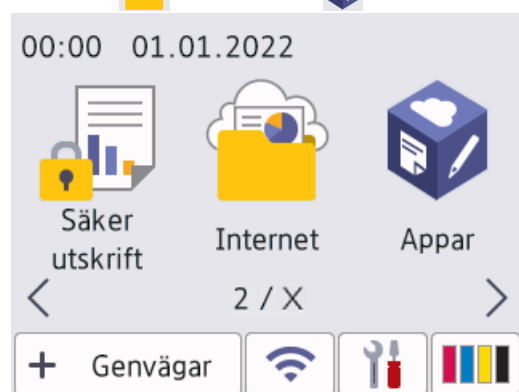 00:00 01.01.2022
Säker
utskrift
Internet
Appar
2 / X
Genvägar